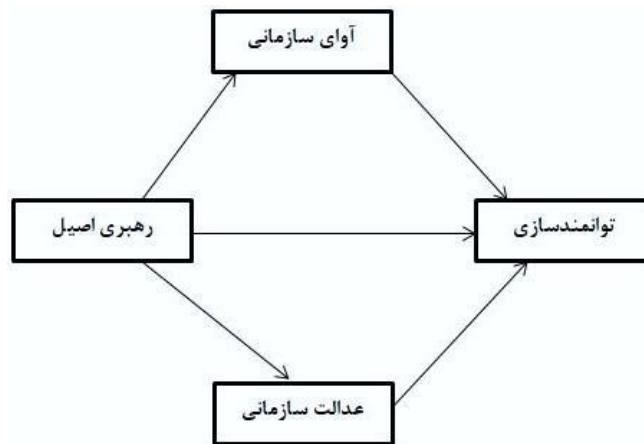 آوای سازمانی
رهبری اصیل
توانمندسازی
عدالت سازمانی